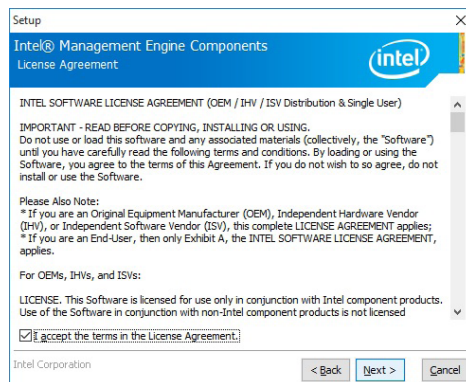 Setup
Intel® Management Engine Components
License Agreement
intel
INTEL SOFTWARE LICENSE AGREEMENT (OEM / IHV / ISV Distribution & Single User)
IMPORTANT - READ BEFORE COPYING, INSTALLING OR USING.
Do not use or load this software and any associated materials (collectively, the "Software")
until you have carefully read the following terms and conditions. By loading or using the
Software, you agree to the terms of this Agreement. If you do not wish to so agree, do not
install or use the Software.
Please Also Note:
* If you are an Original Equipment Manufacturer (OEM), Independent Hardware Vendor
(IHV), or Independent Software Vendor (ISV), this complete LICENSE AGREEMENT applies;
* If you are an End-User, then only Exhibit A, the INTEL SOFTWARE LICENSE AGREEMENT,
applies.
For OEMs, IHVs, and ISVs:
LICENSE. This Software is licensed for use only in conjunction with Intel component products.
Use of the Software in conjunction with non-Intel component products is not licensed
I accept the terms in the License Agreement.
Intel Corporation
< Back
Next >
Cancel